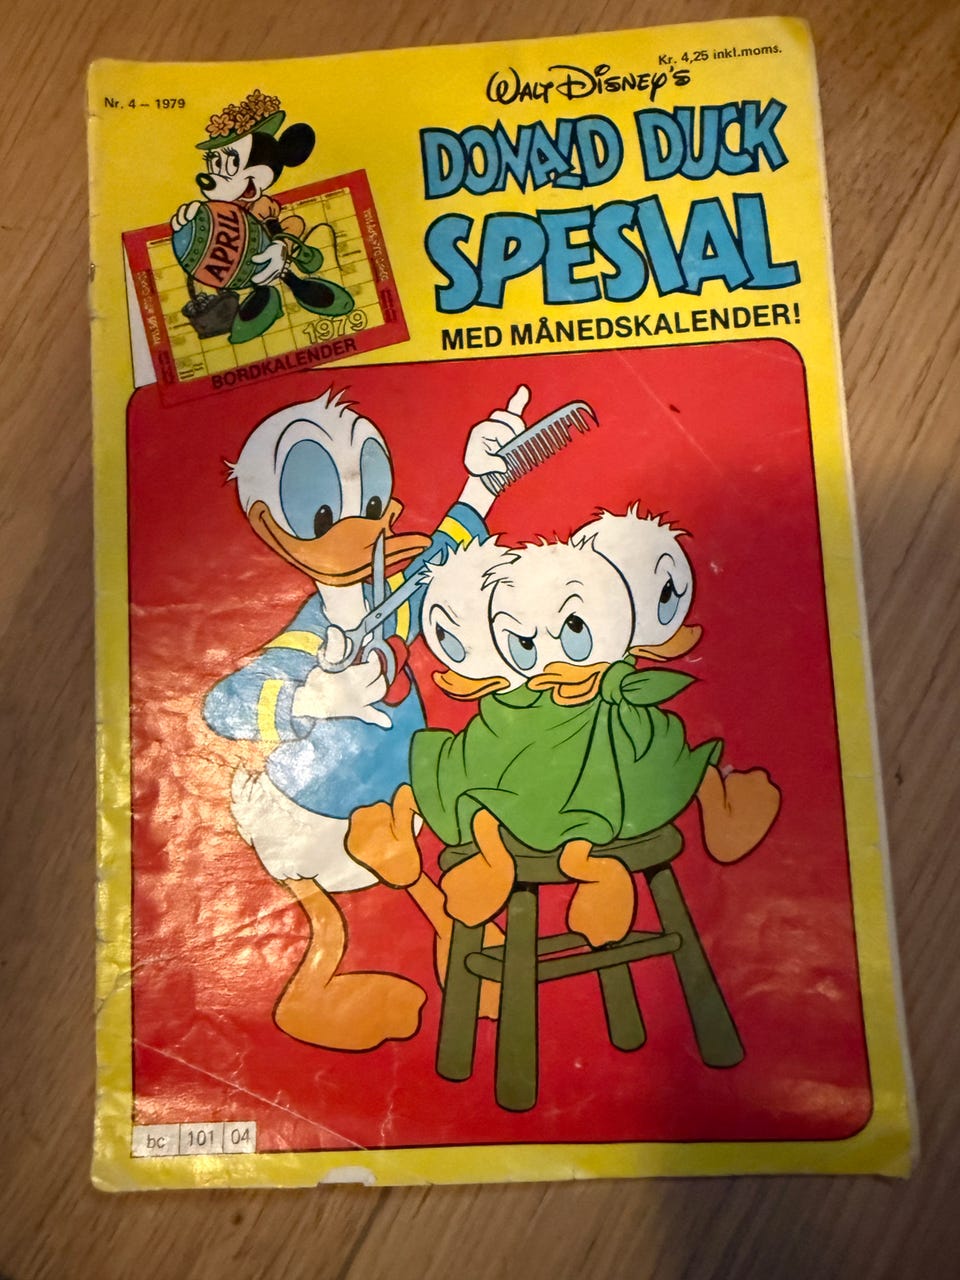 Kr. 4,25 inkl.moms.
Nr. 4 – 1979
WALT DISNEY'S
DONALD DUCK
SPESIAL
MED MÅNEDSKALENDER!
APRIL
1979
BORDKALENDER
bc 101 04